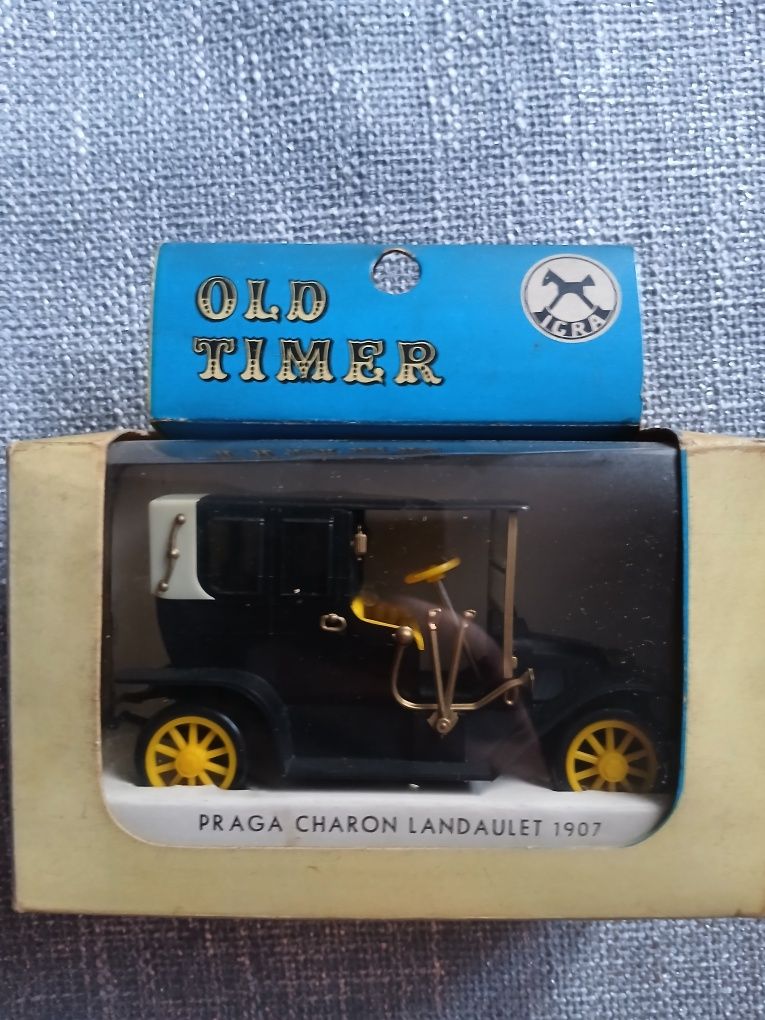 OLD
TIMER
IGRA
PRAGA CHARON LANDAULET 1907